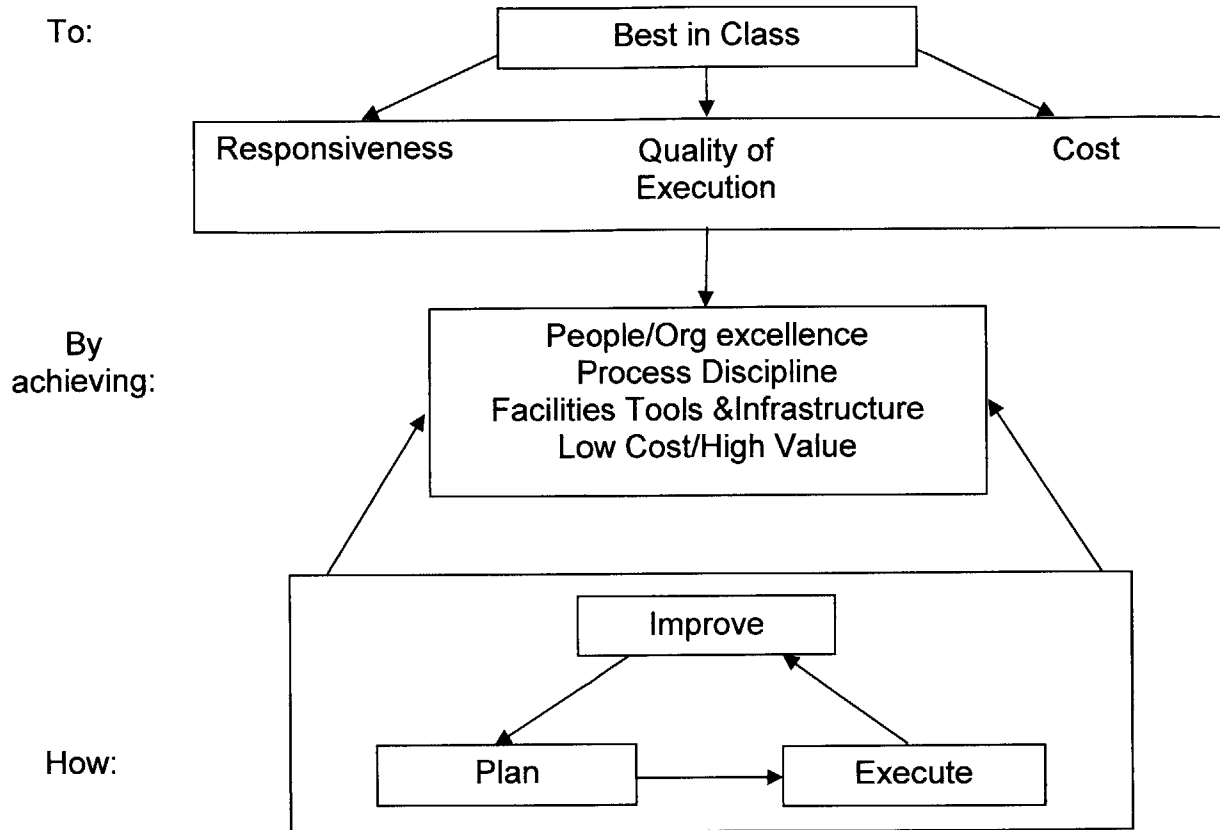 To:
Best in Class
Responsiveness
Quality of
Execution
Cost
By
achieving:
People/Org excellence
Process Discipline
Facilities Tools &Infrastructure
Low Cost/High Value
Improve
How:
Plan
Execute